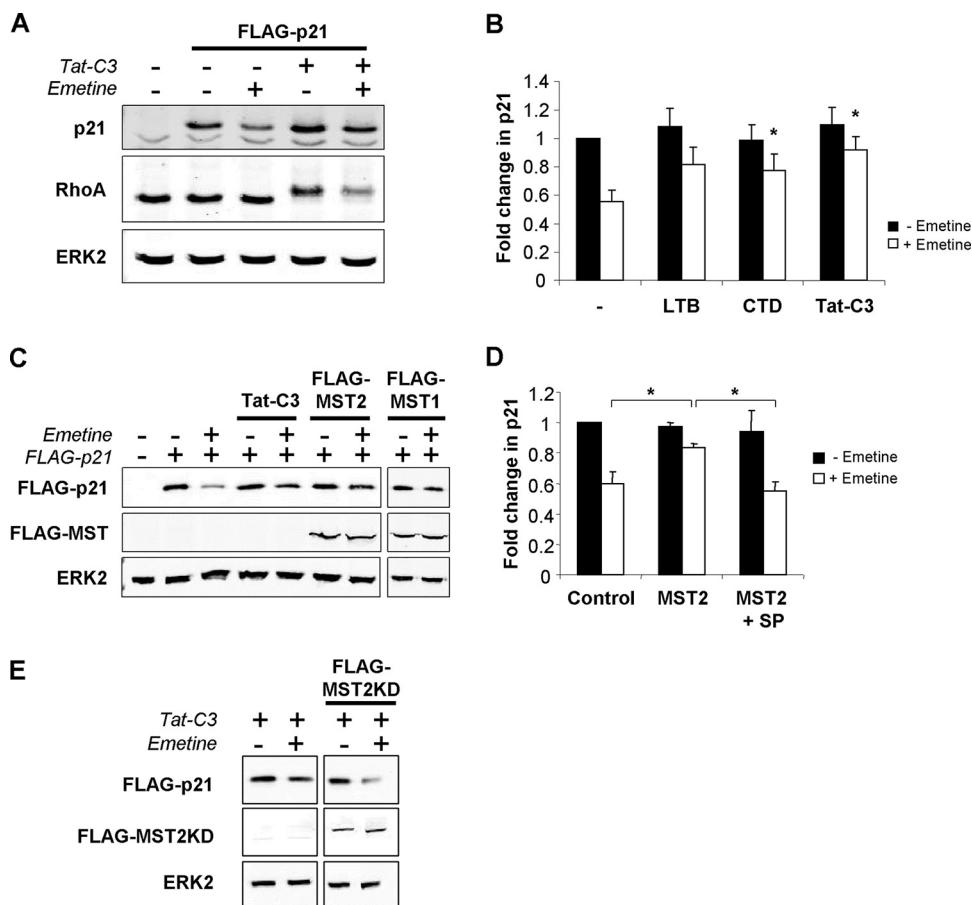 A
FLAG-p21
Tat-C3 - - - + +
Emetine - - + - +
p21
RhoA
ERK2
B
Fold change in p21
1.4
1.2
1
0.8
0.6
0.4
0.2
0
* *
- LTB CTD Tat-C3
- Emetine
+ Emetine
C
FLAG-MST2
FLAG-MST1
Tat-C3
Emetine - - + - + - + - +
FLAG-p21 - + + + + + + + +
FLAG-p21
FLAG-MST
ERK2
D
Fold change in p21
1.2
1
0.8
0.6
0.4
0.2
0
* *
Control MST2 MST2
+ SP
- Emetine
+ Emetine
E
FLAG-
MST2KD
Tat-C3 + + + +
Emetine - + - +
FLAG-p21
FLAG-MST2KD
ERK2